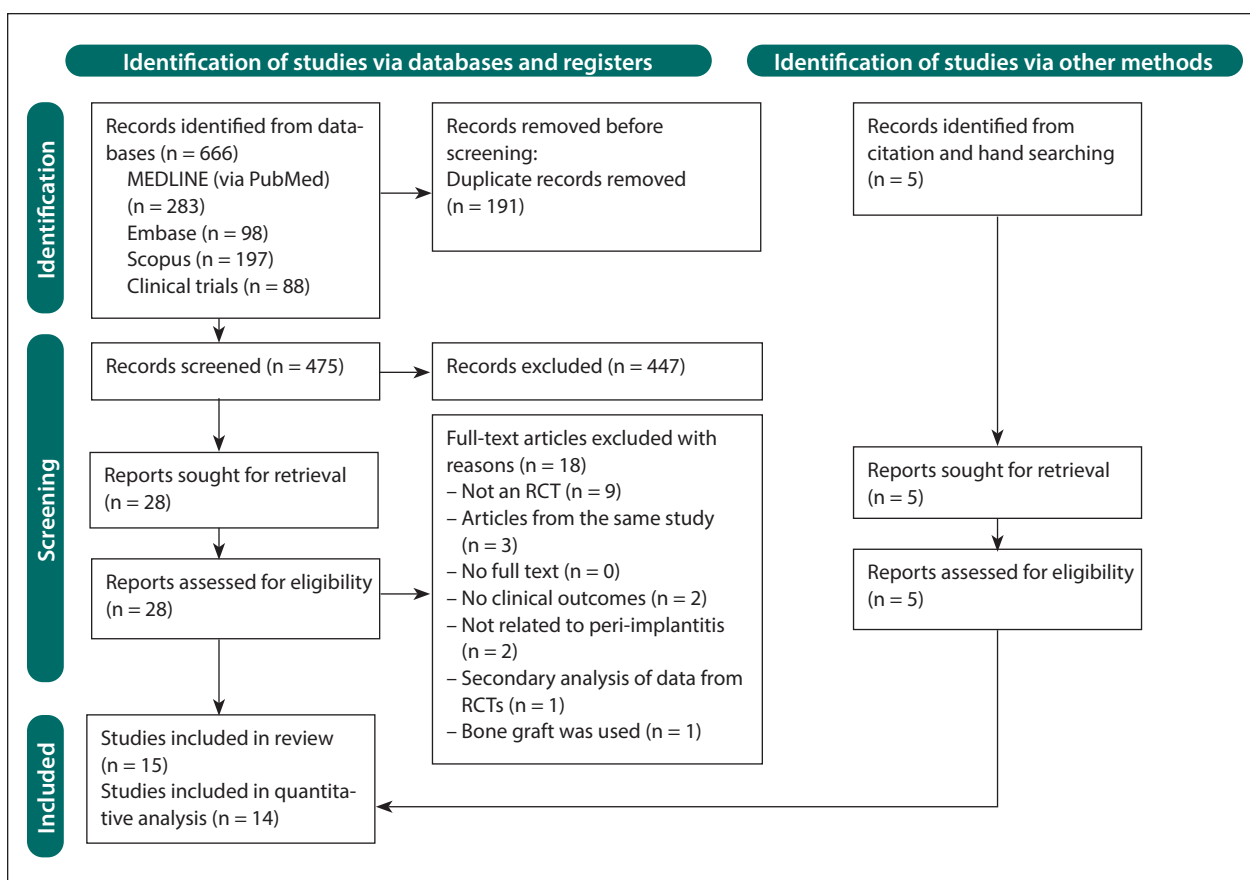 Identification of studies via databases and registers
Identification of studies via other methods
Identification
Records identified from data-
bases (n = 666)
MEDLINE (via PubMed)
(n = 283)
Embase (n = 98)
Scopus (n = 197)
Clinical trials (n = 88)
Records removed before
screening:
Duplicate records removed
(n = 191)
Records identified from
citation and hand searching
(n = 5)
Screening
Records screened (n = 475)
Records excluded (n = 447)
Reports sought for retrieval
(n = 28)
Reports assessed for eligibility
(n = 28)
Full-text articles excluded with
reasons (n = 18)
– Not an RCT (n = 9)
– Articles from the same study
(n = 3)
– No full text (n = 0)
– No clinical outcomes (n = 2)
– Not related to peri-implantitis
(n = 2)
– Secondary analysis of data from
RCTs (n = 1)
– Bone graft was used (n = 1)
Reports sought for retrieval
(n = 5)
Reports assessed for eligibility
(n = 5)
Included
Studies included in review
(n = 15)
Studies included in quantita-
tive analysis (n = 14)